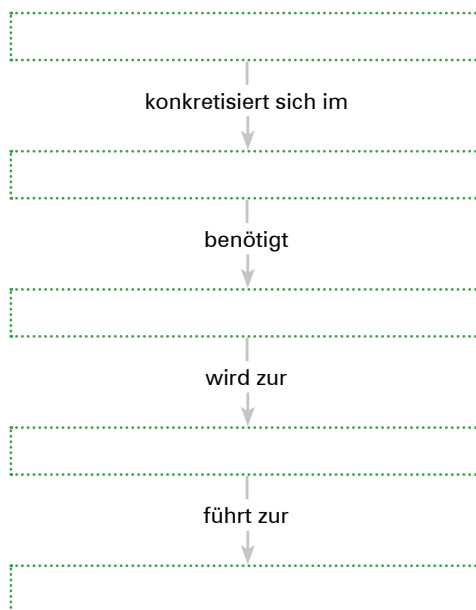 konkretisiert sich im
benötigt
wird zur
führt zur